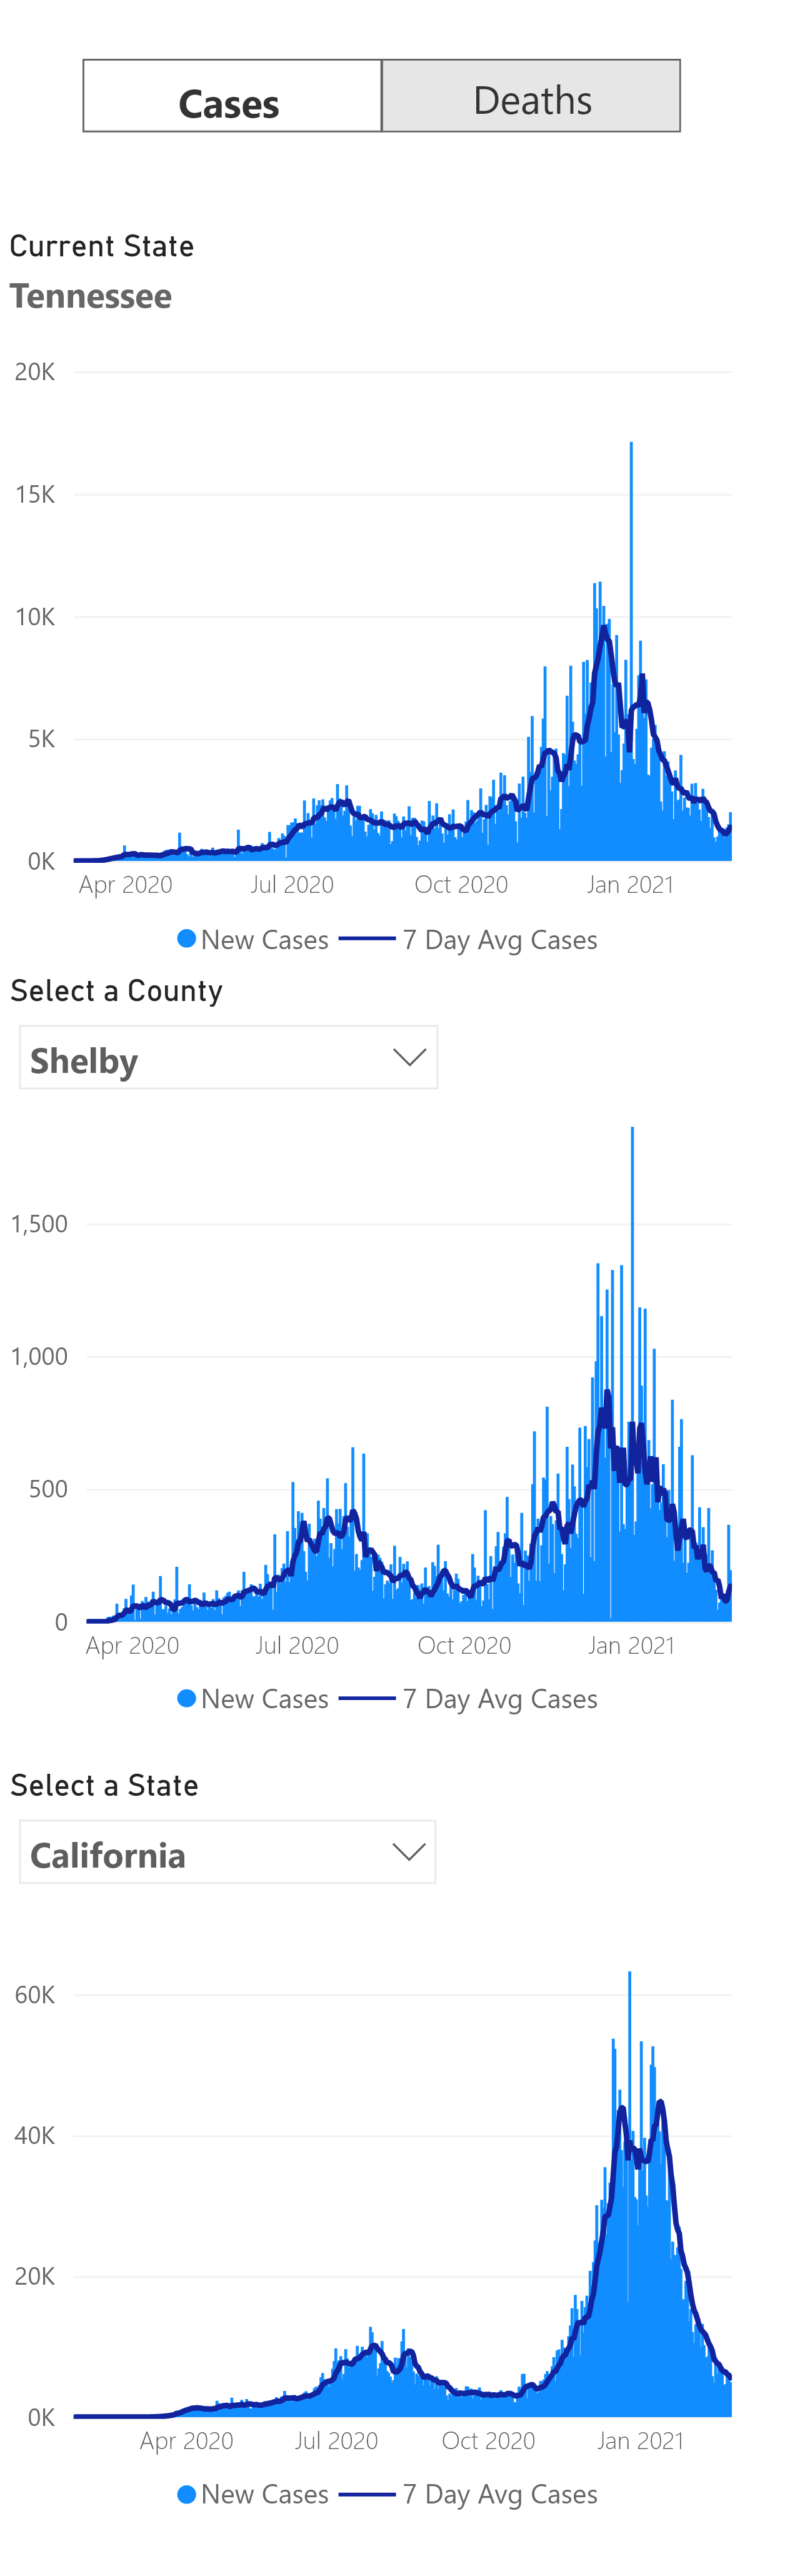 Cases Deaths
Current State
Tennessee
20K
15K
10K
5K
0K
Apr 2020 Jul 2020 Oct 2020 Jan 2021
New Cases 7 Day Avg Cases
Select a County
Shelby
1,500
1,000
500
0
Apr 2020 Jul 2020 Oct 2020 Jan 2021
New Cases 7 Day Avg Cases
Select a State
California
60K
40K
20K
0K
Apr 2020 Jul 2020 Oct 2020 Jan 2021
New Cases 7 Day Avg Cases